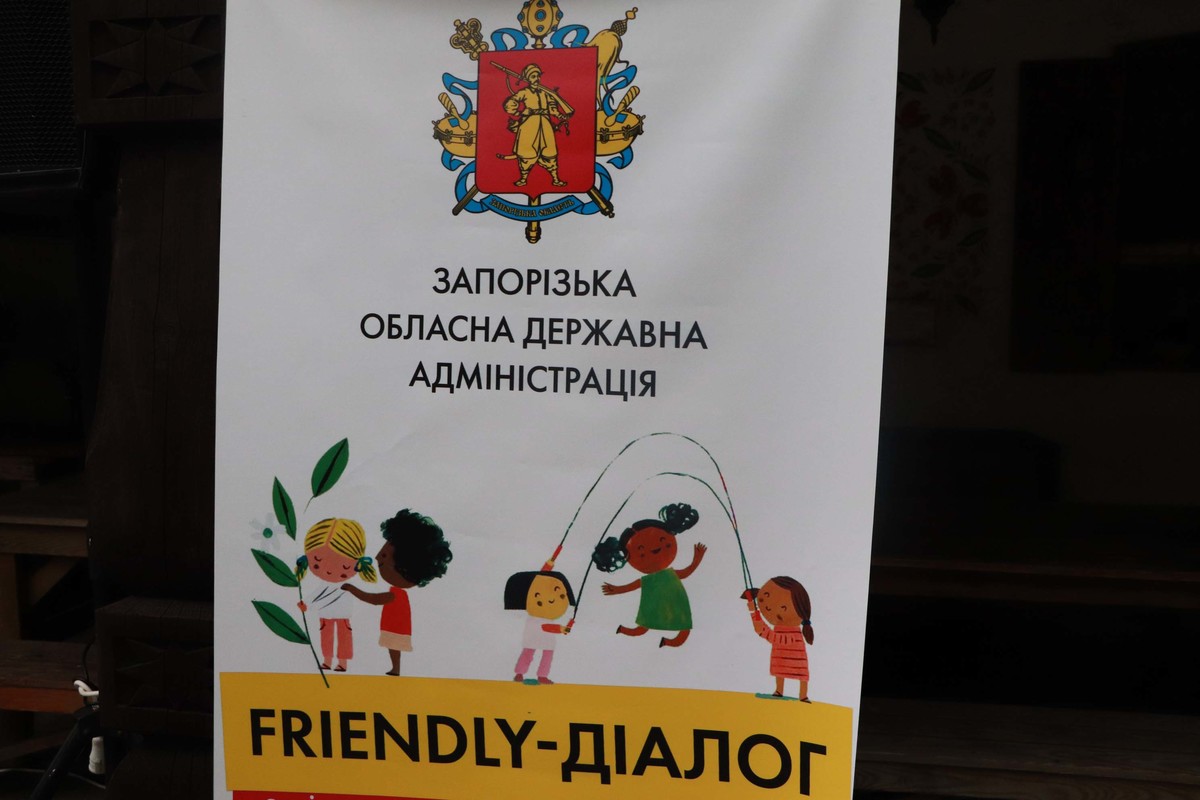 ЗАПОРІЗЬКА
ОБЛАСНА ДЕРЖАВНА
АДМІНІСТРАЦІЯ
FRIENDLY-ДІАЛОГ